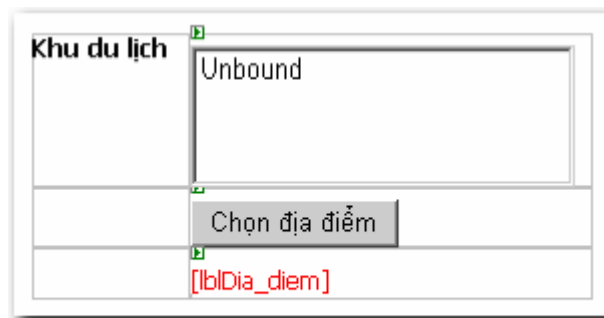 Khu du lịch
Unbound
Chọn địa điểm
[lblDia_diem]